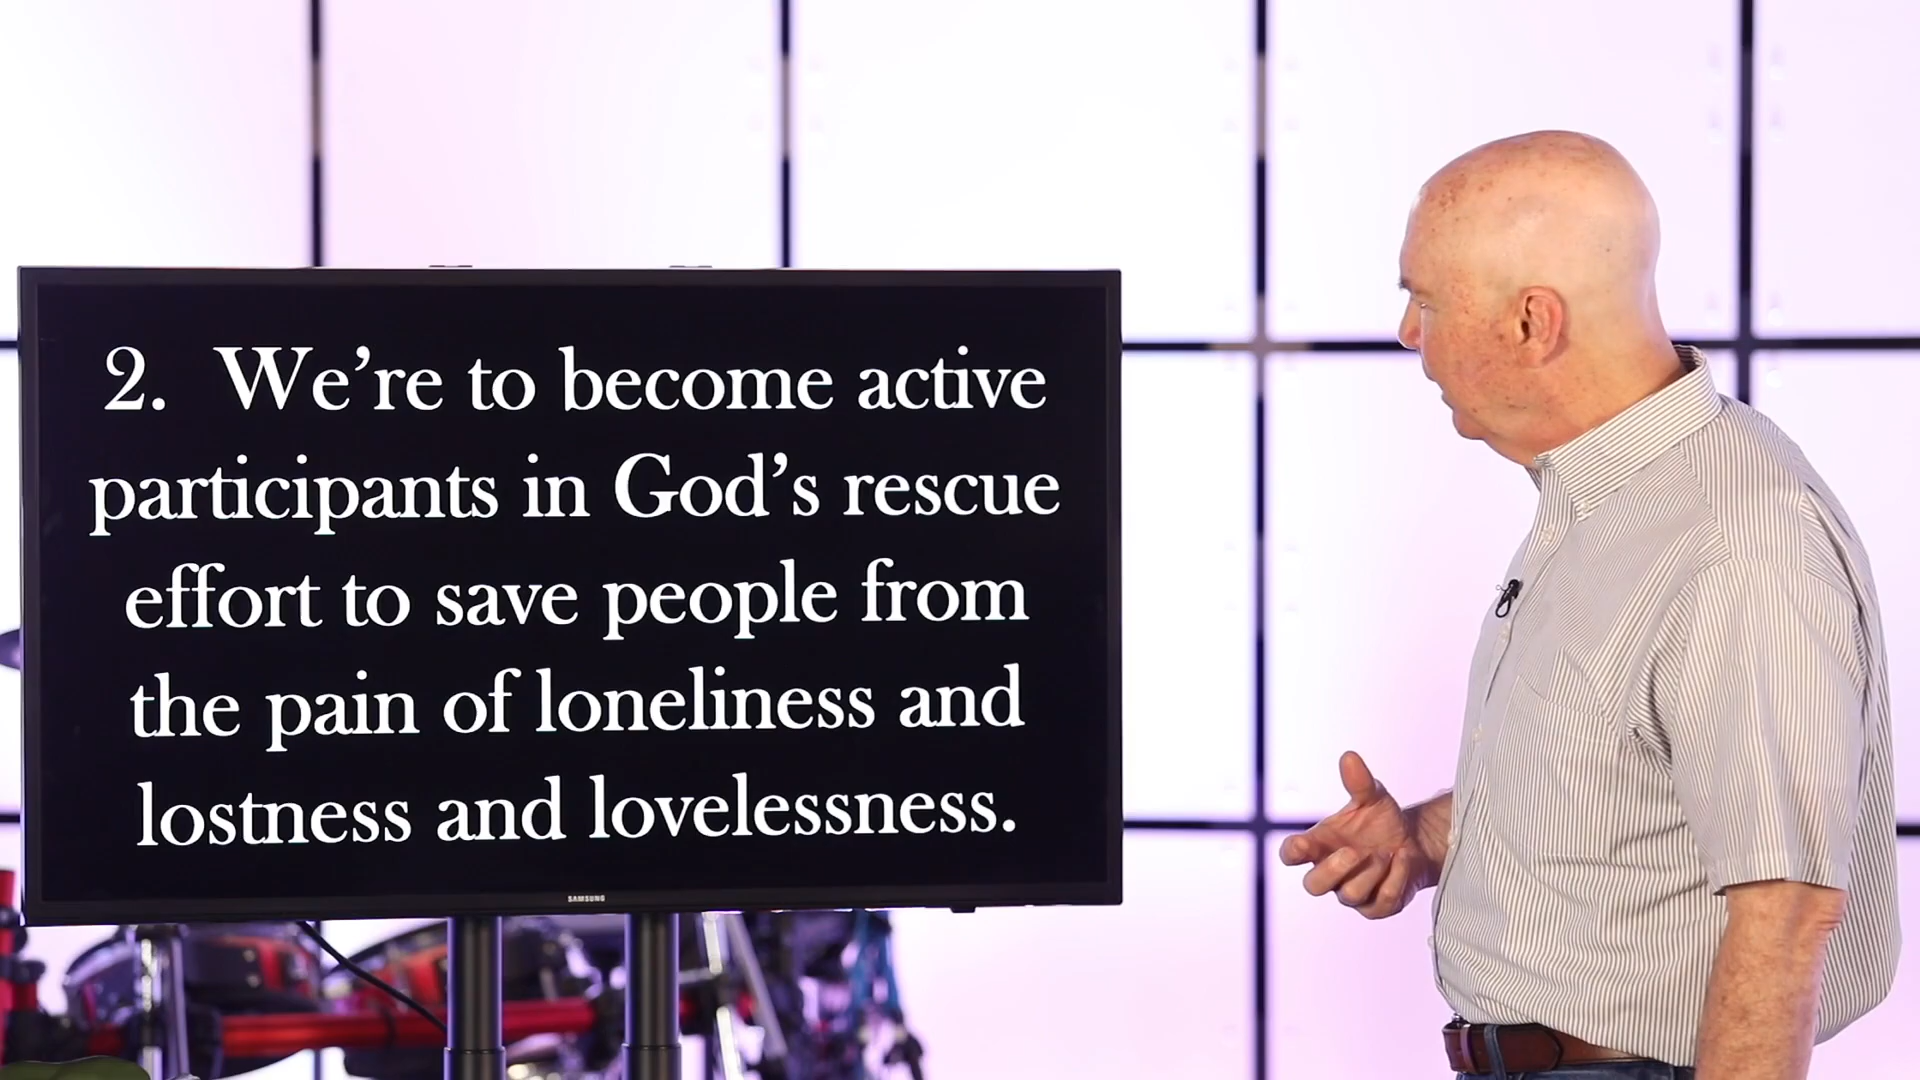 2. We're to become active
participants in God's rescue
effort to save people from
the pain of loneliness and
lostness and lovelessness.
SAMSUNG